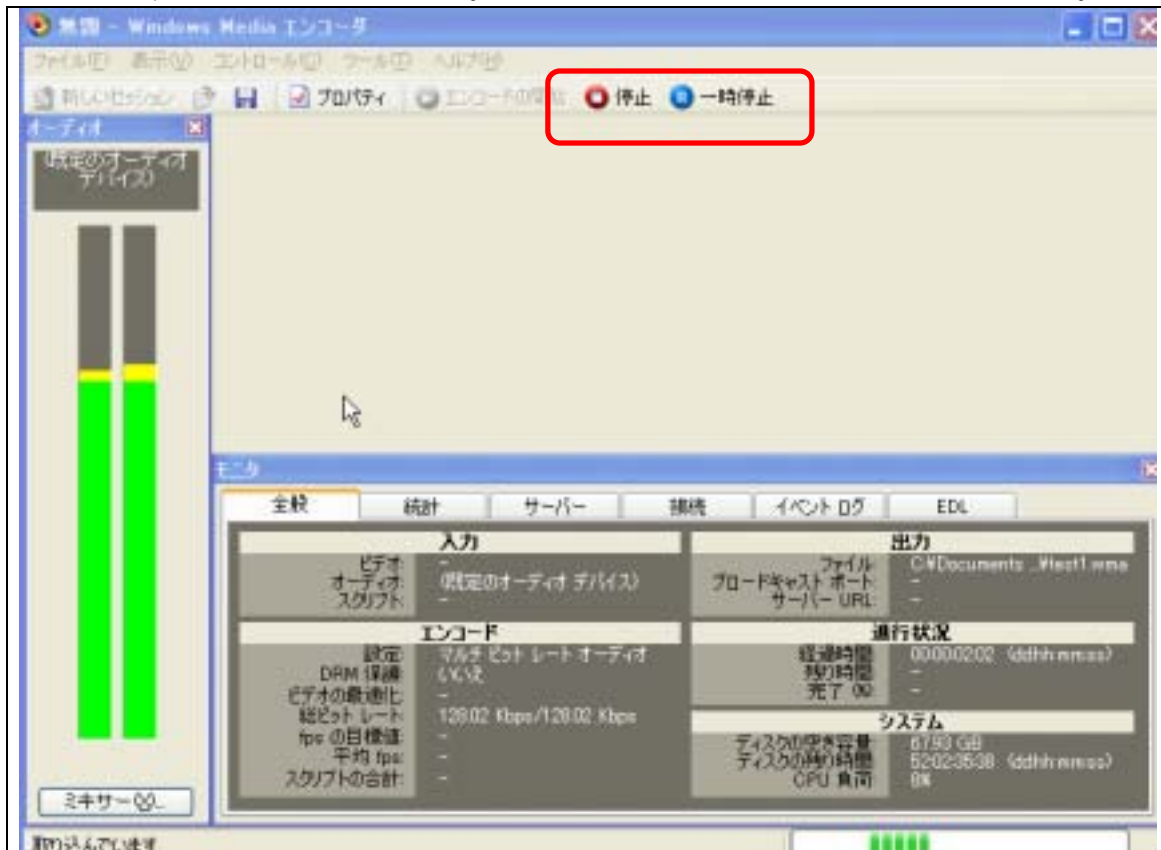 無題 - Windows Media エンコーダ
ファイル(F) 表示(V) コントロール(C) ツール(T) ヘルプ(H)
新しいセッション プロパティ エンコードの開始 停止 一時停止
オーディオ
(既定のオーディオ
デバイス)
ミキサー(X)...
モニタ
全般 統計 サーバー 接続 イベント ログ EDL
入力
ビデオ: -
オーディオ: (既定のオーディオ デバイス)
スクリプト: -
エンコード
設定: マルチ ビット レート オーディオ
DRM 保護: いいえ
ビデオの最適化: -
総ビット レート: 128.02 Kbps/128.02 Kbps
fps の目標値: -
平均 fps: -
スクリプトの合計: -
出力
ファイル: C:¥Documents ...¥test1.wma
ブロードキャスト ポート: -
サーバー URL: -
進行状況
経過時間: 00:00:02:02 (dd:hh:mm:ss)
残り時間: -
完了 (%): -
システム
ディスクの空き容量: 67.93 GB
ディスクの残り時間: 52:02:35:38 (dd:hh:mm:ss)
CPU 負荷:
取り込んでいます